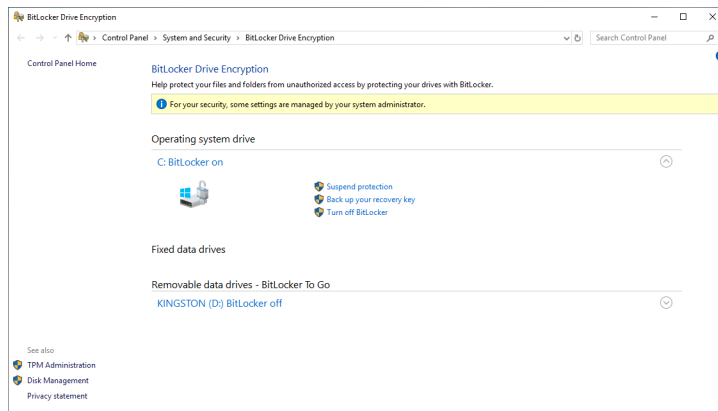 BitLocker Drive Encryption
Control Panel > System and Security > BitLocker Drive Encryption
Search Control Panel
Control Panel Home
BitLocker Drive Encryption
Help protect your files and folders from unauthorized access by protecting your drives with BitLocker.
For your security, some settings are managed by your system administrator.
Operating system drive
C: BitLocker on
Suspend protection
Back up your recovery key
Turn off BitLocker
Fixed data drives
Removable data drives - BitLocker To Go
KINGSTON (D:) BitLocker off
See also
TPM Administration
Disk Management
Privacy statement